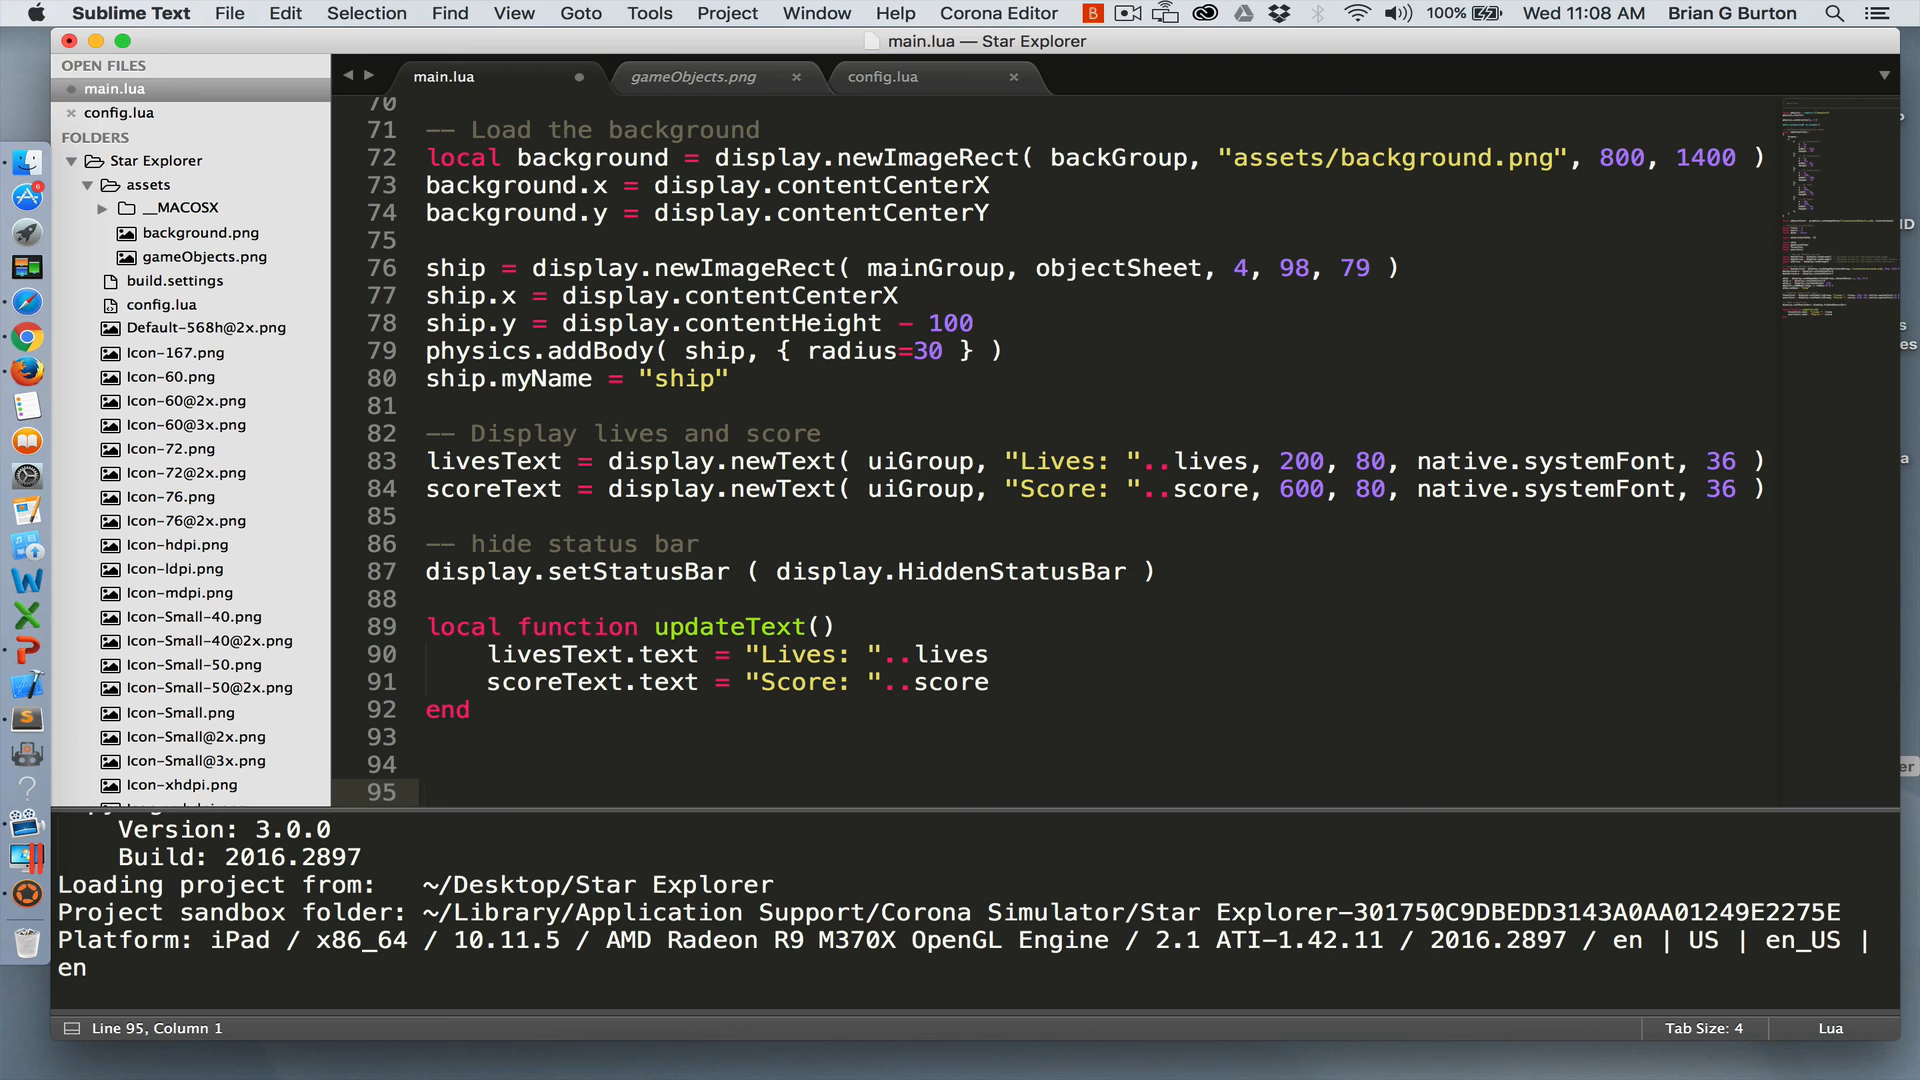 Sublime Text File Edit Selection Find View Goto Tools Project Window Help Corona Editor B 100% Wed 11:08 AM Brian G Burton
main.lua — Star Explorer
OPEN FILES
main.lua
config.lua
FOLDERS
Star Explorer
assets
__MACOSX
background.png
gameObjects.png
build.settings
config.lua
Default-568h@2x.png
Icon-167.png
Icon-60.png
Icon-60@2x.png
Icon-60@3x.png
Icon-72.png
Icon-72@2x.png
Icon-76.png
Icon-76@2x.png
Icon-hdpi.png
Icon-ldpi.png
Icon-mdpi.png
Icon-Small-40.png
Icon-Small-40@2x.png
Icon-Small-50.png
Icon-Small-50@2x.png
Icon-Small.png
Icon-Small@2x.png
Icon-Small@3x.png
Icon-xhdpi.png
main.lua gameObjects.png config.lua
70
71 -- Load the background
72 local background = display.newImageRect( backGroup, "assets/background.png", 800, 1400 )
73 background.x = display.contentCenterX
74 background.y = display.contentCenterY
75
76 ship = display.newImageRect( mainGroup, objectSheet, 4, 98, 79 )
77 ship.x = display.contentCenterX
78 ship.y = display.contentHeight - 100
79 physics.addBody( ship, { radius=30 } )
80 ship.myName = "ship"
81
82 -- Display lives and score
83 livesText = display.newText( uiGroup, "Lives: "..lives, 200, 80, native.systemFont, 36 )
84 scoreText = display.newText( uiGroup, "Score: "..score, 600, 80, native.systemFont, 36 )
85
86 -- hide status bar
87 display.setStatusBar ( display.HiddenStatusBar )
88
89 local function updateText()
90 livesText.text = "Lives: "..lives
91 scoreText.text = "Score: "..score
92 end
93
94
95
Version: 3.0.0
Build: 2016.2897
Loading project from: ~/Desktop/Star Explorer
Project sandbox folder: ~/Library/Application Support/Corona Simulator/Star Explorer-301750C9DBEDD3143A0AA01249E2275E
Platform: iPad / x86_64 / 10.11.5 / AMD Radeon R9 M370X OpenGL Engine / 2.1 ATI-1.42.11 / 2016.2897 / en | US | en_US |
en
Line 95, Column 1 Tab Size: 4 Lua